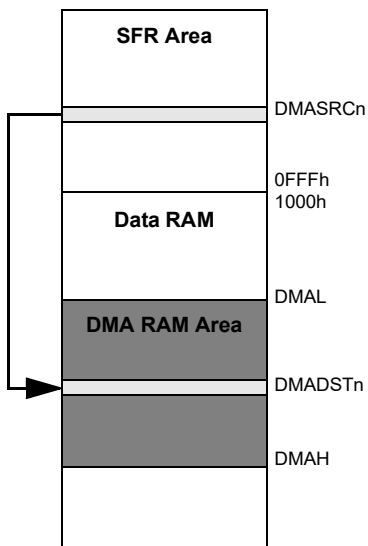 SFR Area
DMASRCn
0FFFh
1000h
Data RAM
DMAL
DMA RAM Area
DMADSTn
DMAH